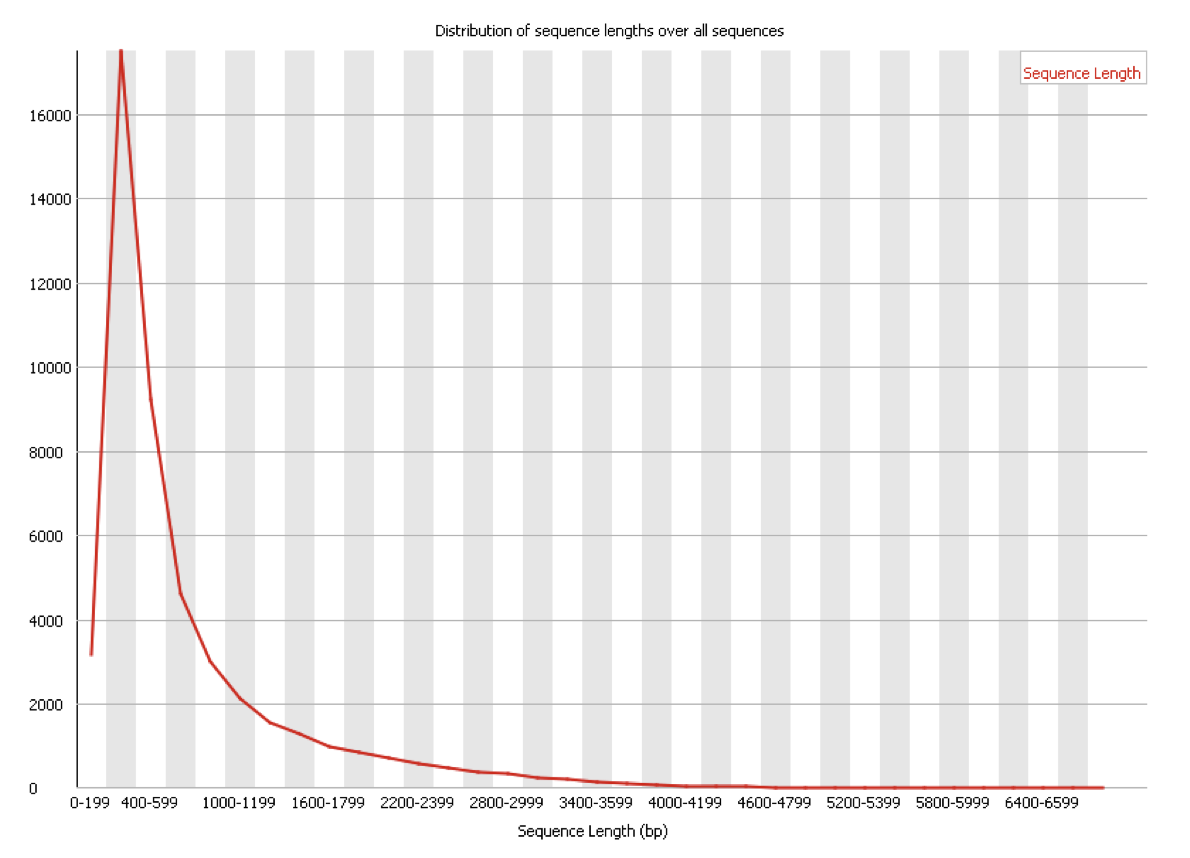 Distribution of sequence lengths over all sequences
Sequence Length
16000
14000
12000
10000
8000
6000
4000
2000
0
0-199 400-599 1000-1199 1600-1799 2200-2399 2800-2999 3400-3599 4000-4199 4600-4799 5200-5399 5800-5999 6400-6599
Sequence Length (bp)